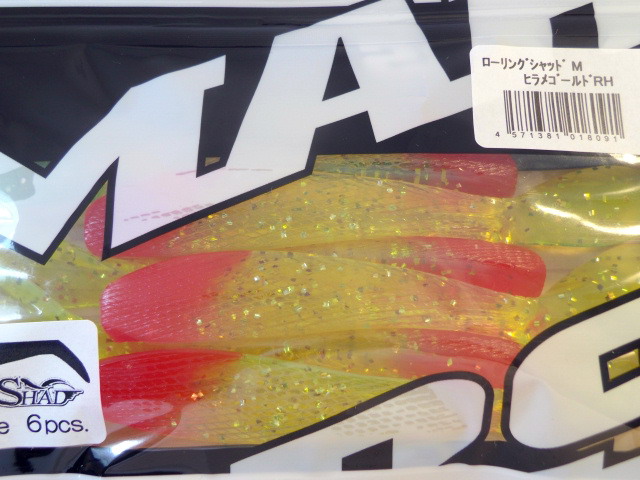 MAD
ローリングシャッド M
ヒラメゴールドRH
4 571381 018091
SHAD
6pcs.